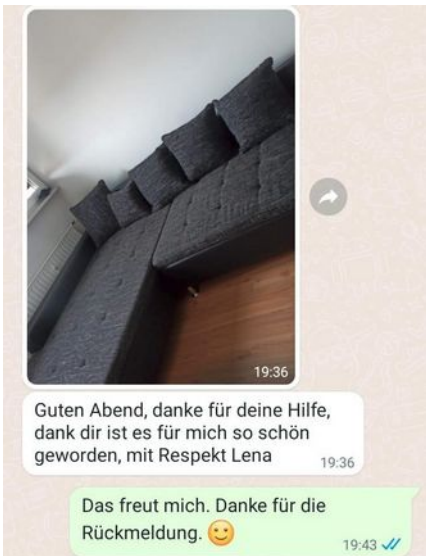 19:36
Guten Abend, danke für deine Hilfe,
dank dir ist es für mich so schön
geworden, mit Respekt Lena
19:36
Das freut mich. Danke für die
Rückmeldung. 🙂
19:43